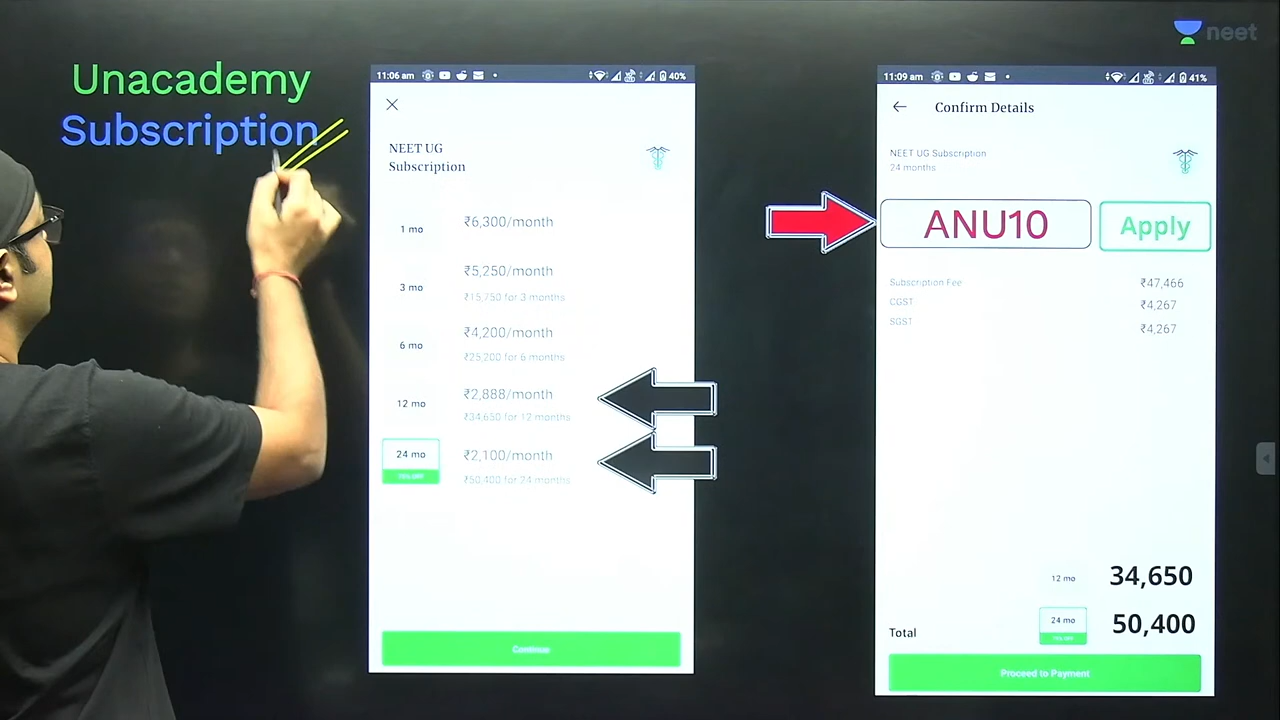 neet
Unacademy
Subscription
11:06 am
40%
NEET UG
Subscription
1 mo
₹6,300/month
3 mo
₹5,250/month
₹15,750 for 3 months
6 mo
₹4,200/month
₹25,200 for 6 months
12 mo
₹2,888/month
₹34,650 for 12 months
24 mo
₹2,100/month
₹50,400 for 24 months
Continue
11:09 am
41%
Confirm Details
NEET UG Subscription
24 months
ANU10
Apply
Subscription Fee ₹47,466
CGST ₹4,267
SGST ₹4,267
12 mo 34,650
Total 24 mo 50,400
Proceed to Payment